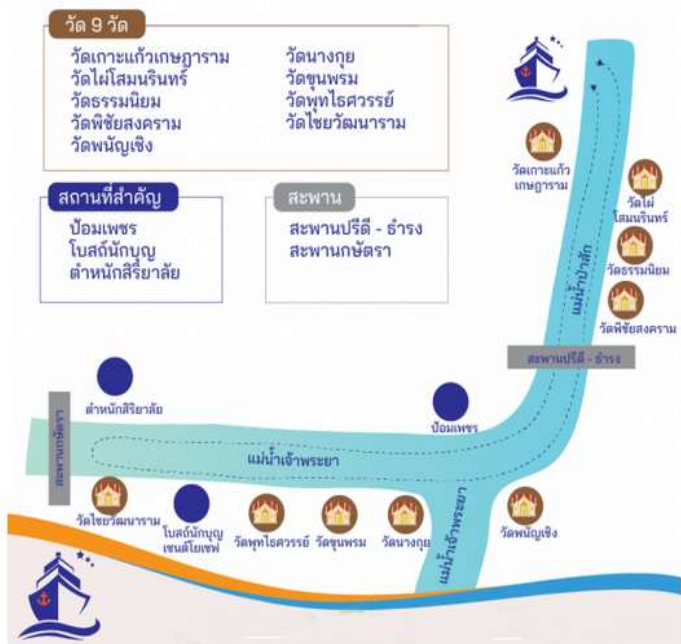 วัด 9 วัด
วัดเกาะแก้วเกษฎาราม
วัดไผ่โสมนรินทร์
วัดธรรมนิยม
วัดพิชัยสงคราม
วัดพนัญเชิง
วัดนางกุย
วัดขุนพรม
วัดพุทไธศวรรย์
วัดไชยวัฒนาราม
สถานที่สำคัญ
ป้อมเพชร
โบสถ์นักบุญ
ตำหนักสิริยาลัย
สะพาน
สะพานปรีดี - ธำรง
สะพานกษัตรา
วัดเกาะแก้ว
เกษฎาราม
วัดไผ่
โสมนรินทร์
วัดธรรมนิยม
วัดพิชัยสงคราม
แม่น้ำป่าสัก
สะพานปรีดี - ธำรง
ตำหนักสิริยาลัย
ป้อมเพชร
สะพานกษัตรา
แม่น้ำเจ้าพระยา
วัดไชยวัฒนาราม
โบสถ์นักบุญ
เซนต์โยเซฟ
วัดพุทไธศวรรย์
วัดขุนพรม
วัดนางกุย
แม่น้ำเจ้าพระยา
วัดพนัญเชิง